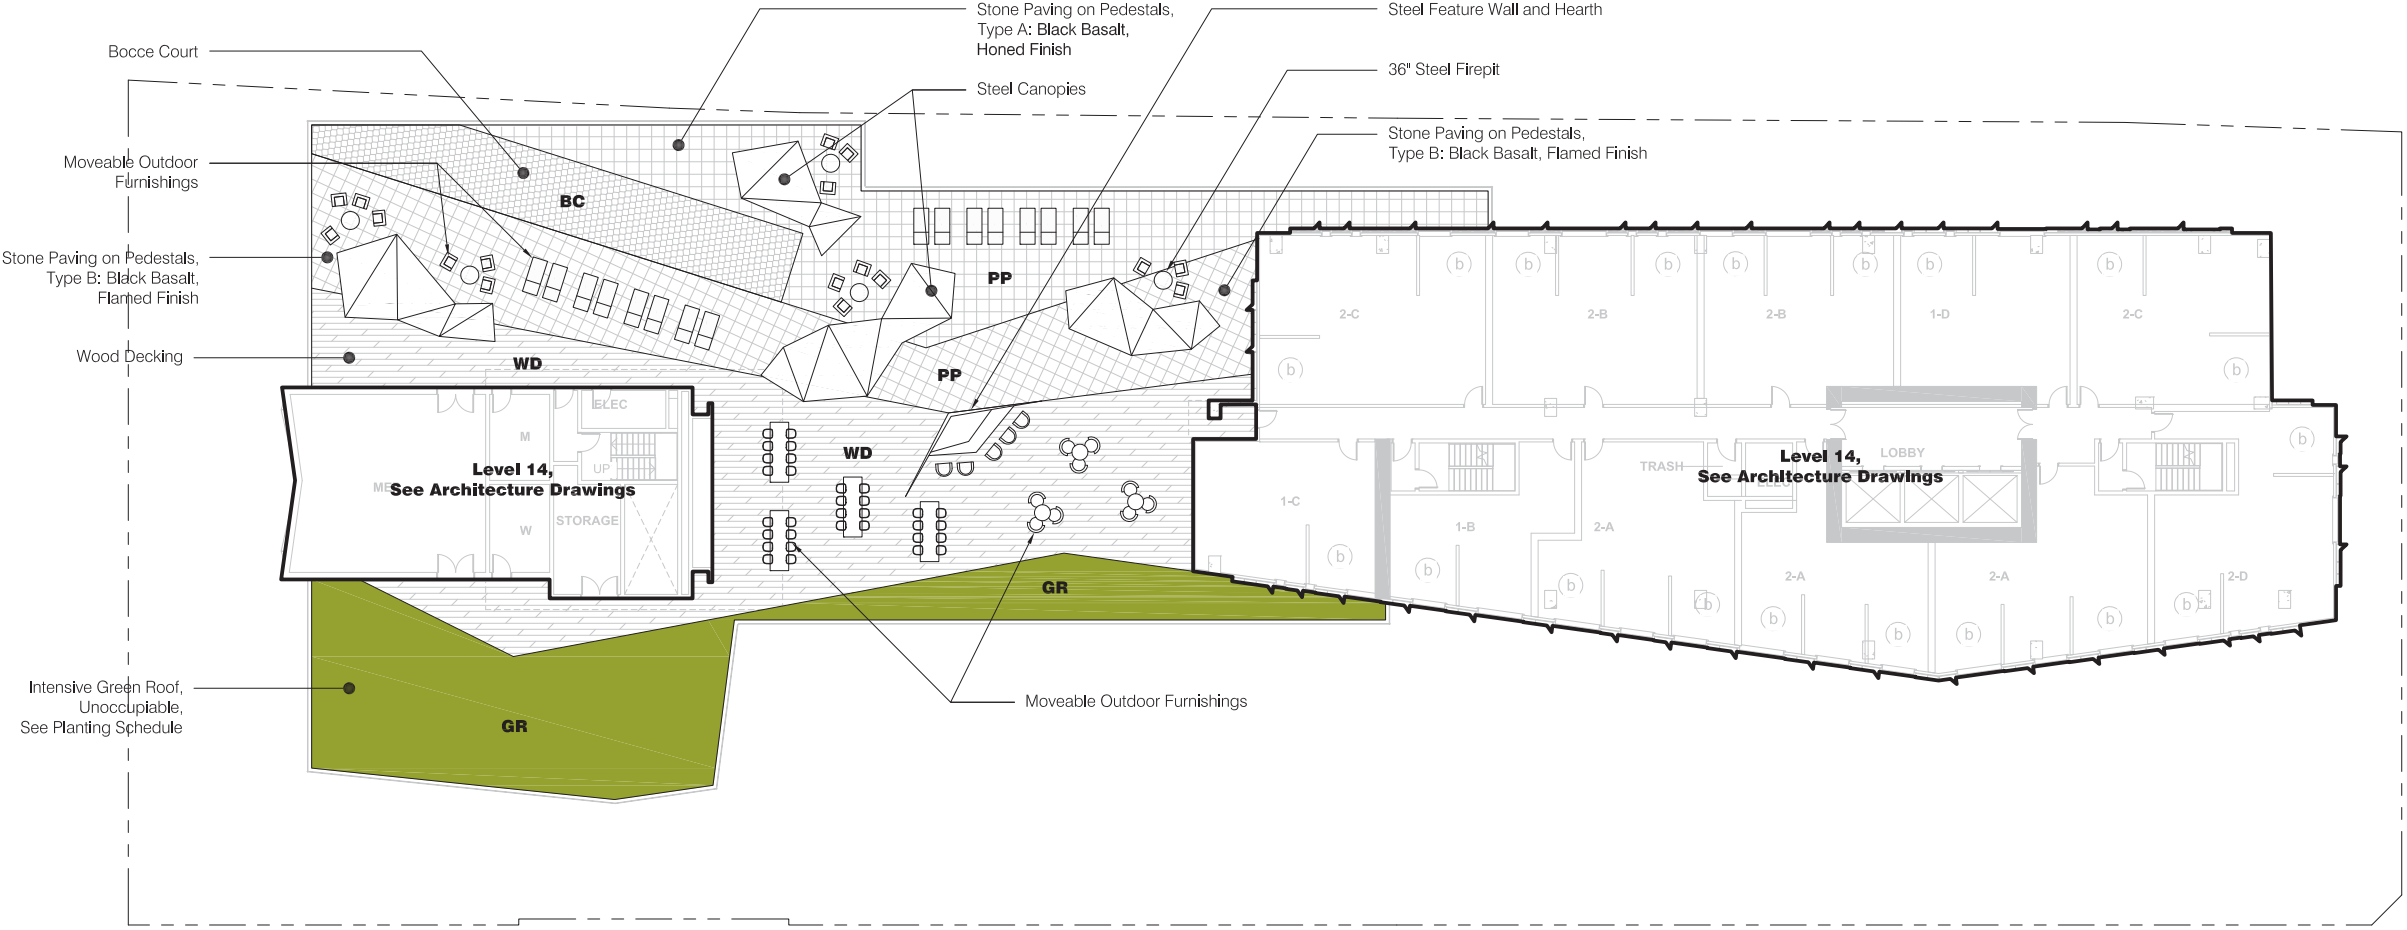 Stone Paving on Pedestals,
Type A: Black Basalt,
Honed Finish
Steel Feature Wall and Hearth
Bocce Court
36" Steel Firepit
Steel Canopies
Stone Paving on Pedestals,
Type B: Black Basalt, Flamed Finish
Moveable Outdoor
Furnishings
BC
Stone Paving on Pedestals,
Type B: Black Basalt,
Flamed Finish
PP
b
b
b
b
b
b
b
2-C
2-B
2-B
1-D
2-C
Wood Decking
WD
PP
b
b
ELEC
M
UP
WD
Level 14,
See Architecture Drawings
STORAGE
W
TRASH
LOBBY
Level 14,
See Architecture Drawings
ELEC
b
1-C
1-B
2-A
b
b
b
b
b
b
b
b
b
2-A
2-A
2-D
GR
Intensive Green Roof,
Unoccupiable,
See Planting Schedule
GR
Moveable Outdoor Furnishings